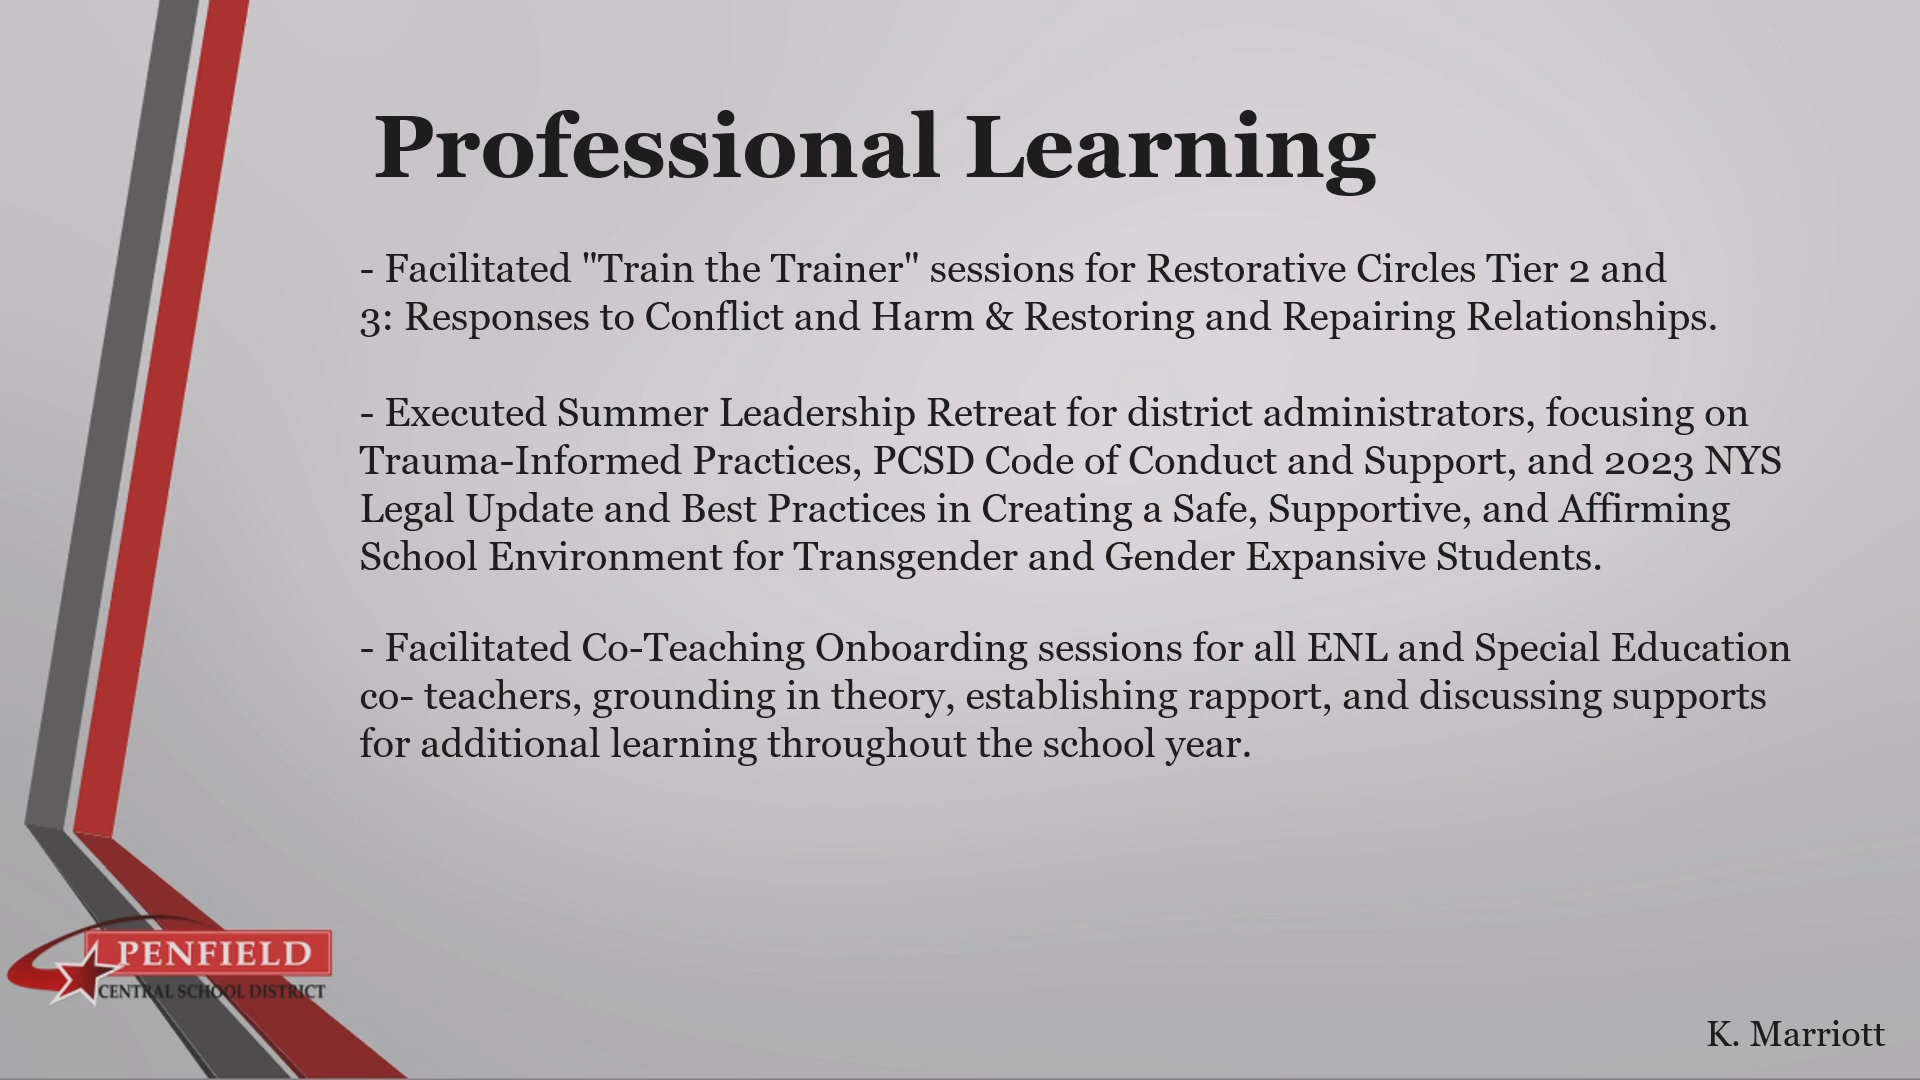 Professional Learning
- Facilitated "Train the Trainer" sessions for Restorative Circles Tier 2 and
3: Responses to Conflict and Harm & Restoring and Repairing Relationships.
- Executed Summer Leadership Retreat for district administrators, focusing on
Trauma-Informed Practices, PCSD Code of Conduct and Support, and 2023 NYS
Legal Update and Best Practices in Creating a Safe, Supportive, and Affirming
School Environment for Transgender and Gender Expansive Students.
- Facilitated Co-Teaching Onboarding sessions for all ENL and Special Education
co- teachers, grounding in theory, establishing rapport, and discussing supports
for additional learning throughout the school year.
PENFIELD
CENTRAL SCHOOL DISTRICT
K. Marriott